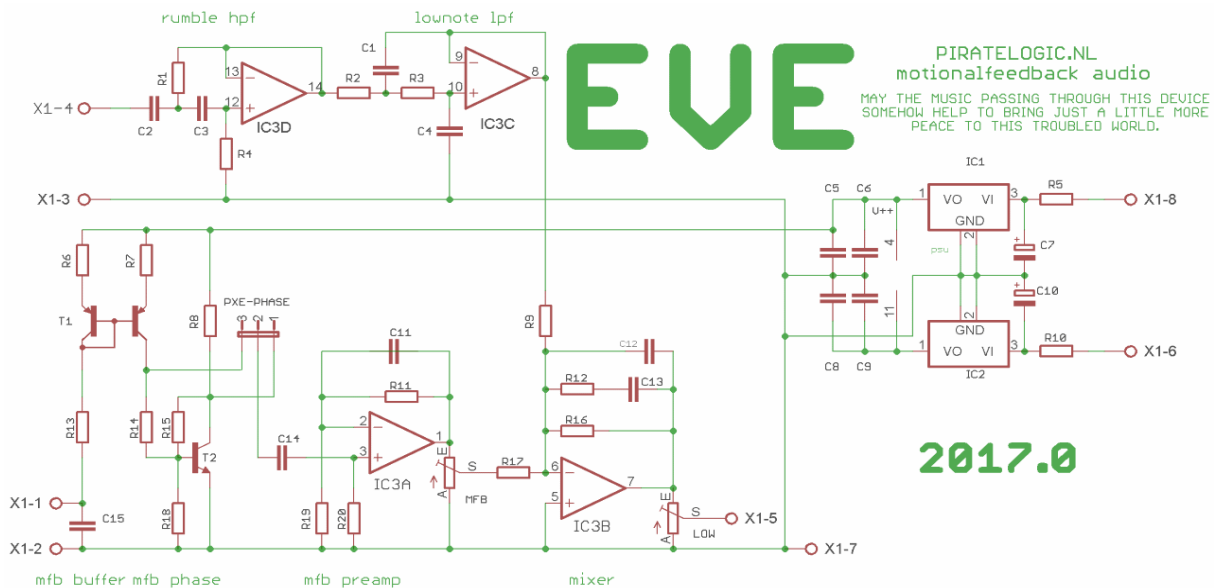 rumble hpf
lownote lpf
EVE
PIRATELOGIC.NL
motionalfeedback audio
MAY THE MUSIC PASSING THROUGH THIS DEVICE
SOMEHOW HELP TO BRING JUST A LITTLE MORE
PEACE TO THIS TROUBLED WORLD.
R1
C1
9
8
13
14
R2
R3
X1-4
12
10
C2
C3
IC3D
C4
IC3C
R4
X1-3
IC1
C5
C6
V++
1
VO
VI
3
GND
2
R5
X1-8
4
psu
C7
C10
11
2
GND
1
VO
VI
3
R10
X1-6
C8
C9
IC2
R6
R7
T1
R8
PXE-PHASE
3
2
1
R9
C11
C12
R11
R12
C13
R13
R14
R15
R16
2
1
3
E
C14
T2
IC3A
S
A
MFB
R17
6
7
5
IC3B
E
S
A
LOW
X1-5
2017.0
X1-1
C15
R18
R19
R20
X1-2
X1-7
mfb buffer
mfb phase
mfb preamp
mixer